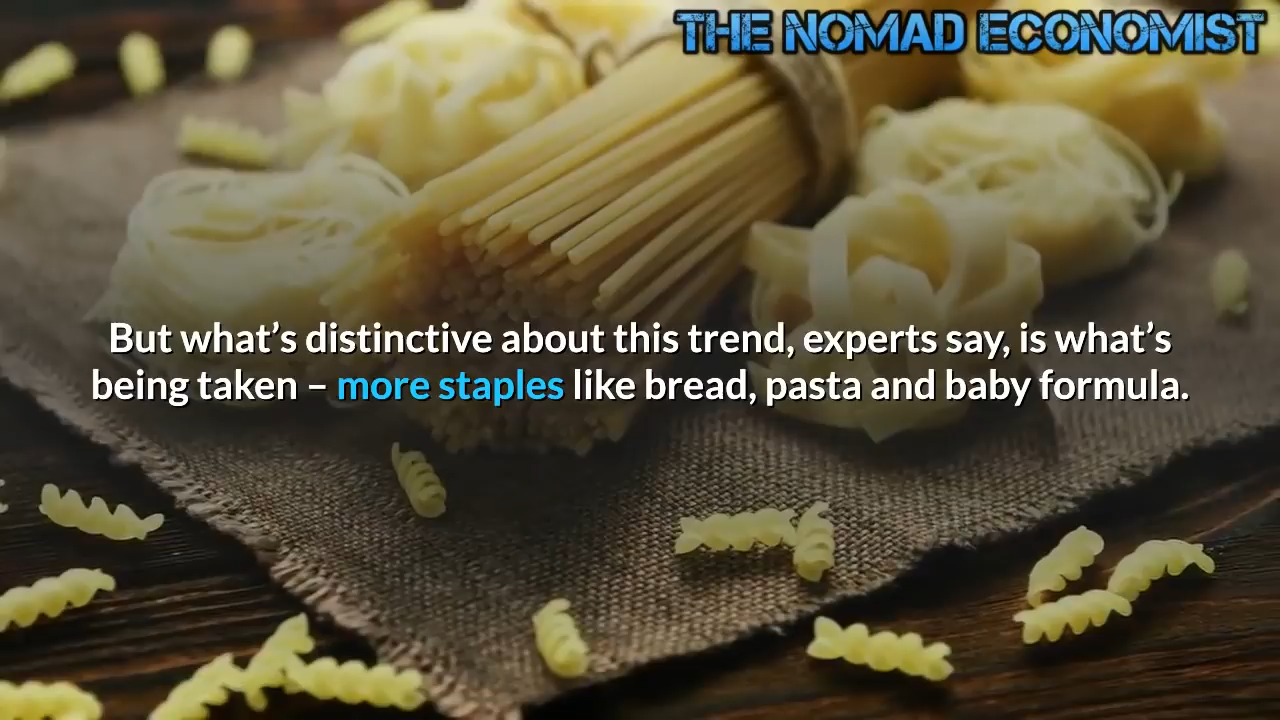 THE NOMAD ECONOMIST
But what’s distinctive about this trend, experts say, is what’s
being taken – more staples like bread, pasta and baby formula.